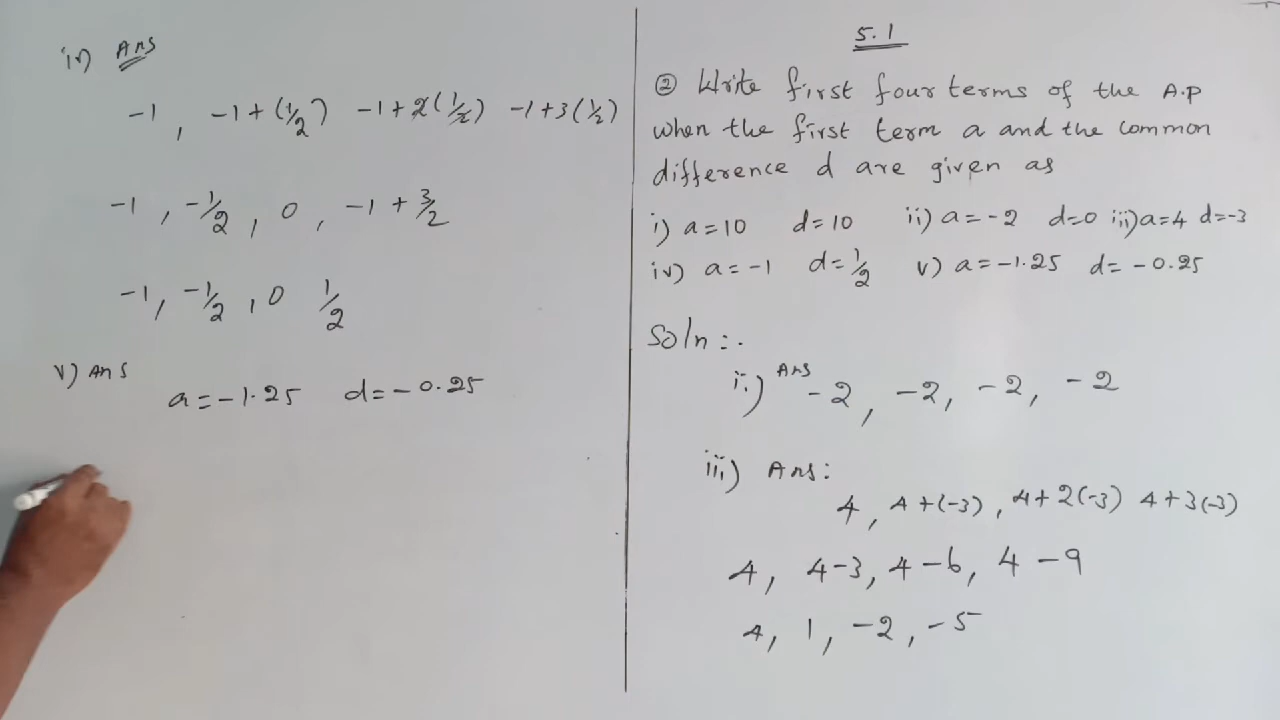 iv) Ans
-1, -1+(1/2) -1+2(1/2) -1+3(1/2)
-1, -1/2, 0, -1+3/2
-1, -1/2, 0 1/2
v) Ans
a=-1.25 d=-0.25
5.1
② Write first four terms of the A.P
when the first term a and the common
difference d are given as
i) a=10 d=10 ii) a=-2 d=0 iii) a=4 d=-3
iv) a=-1 d=1/2 v) a=-1.25 d=-0.25
Soln:-
ii.) Ans -2, -2, -2, -2
iii) Ans:
4, 4+(-3), 4+2(-3) 4+3(-3)
4, 4-3, 4-6, 4-9
4, 1, -2, -5